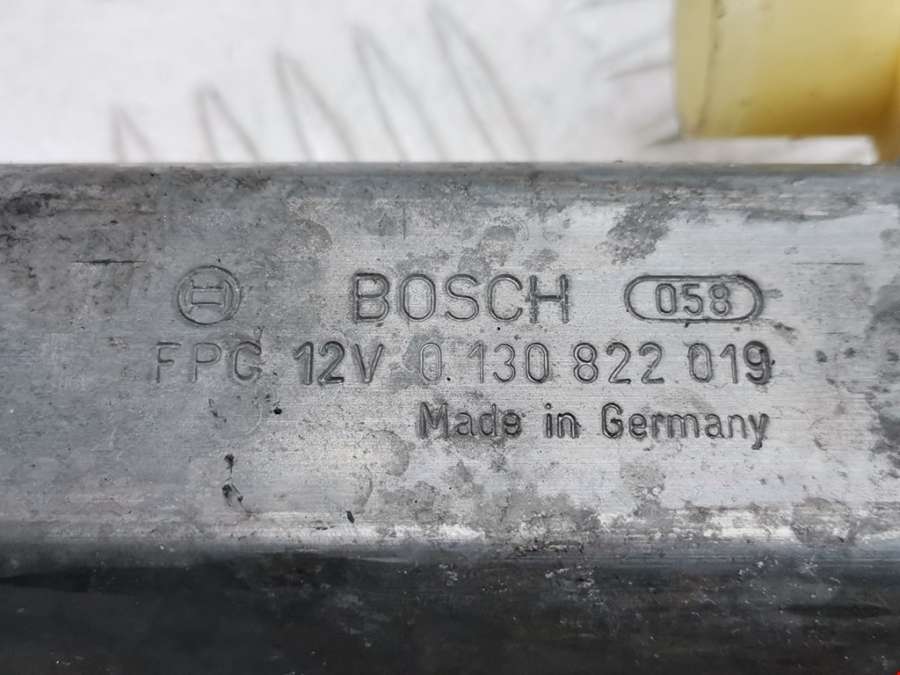 BOSCH 058
FPG 12V 0 130 822 019
Made in Germany